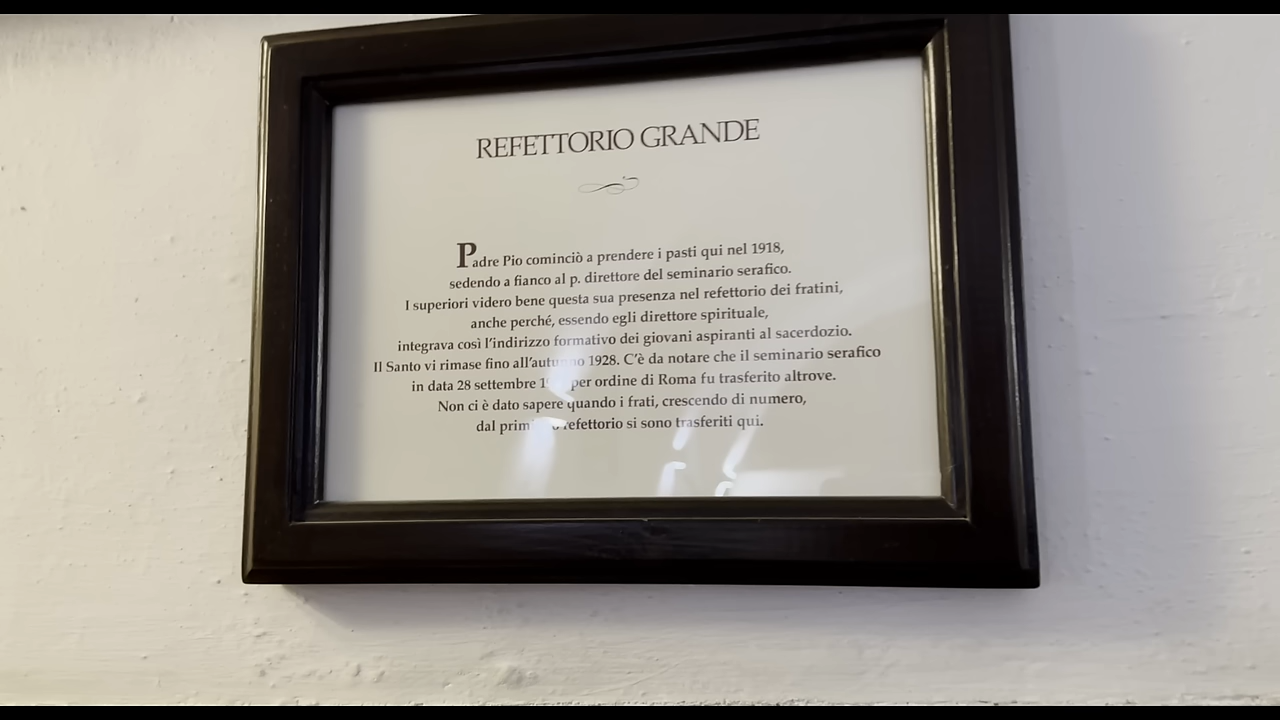 REFETTORIO GRANDE
Padre Pio cominciò a prendere i pasti qui nel 1918,
sedendo a fianco al p. direttore del seminario serafico.
I superiori videro bene questa sua presenza nel refettorio dei fratini,
anche perché, essendo egli direttore spirituale,
integrava così l'indirizzo formativo dei giovani aspiranti al sacerdozio.
Il Santo vi rimase fino all'autunno 1928. C'è da notare che il seminario serafico
in data 28 settembre per ordine di Roma fu trasferito altrove.
Non ci è dato sapere quando i frati, crescendo di numero,
dal refettorio si sono trasferiti qui.